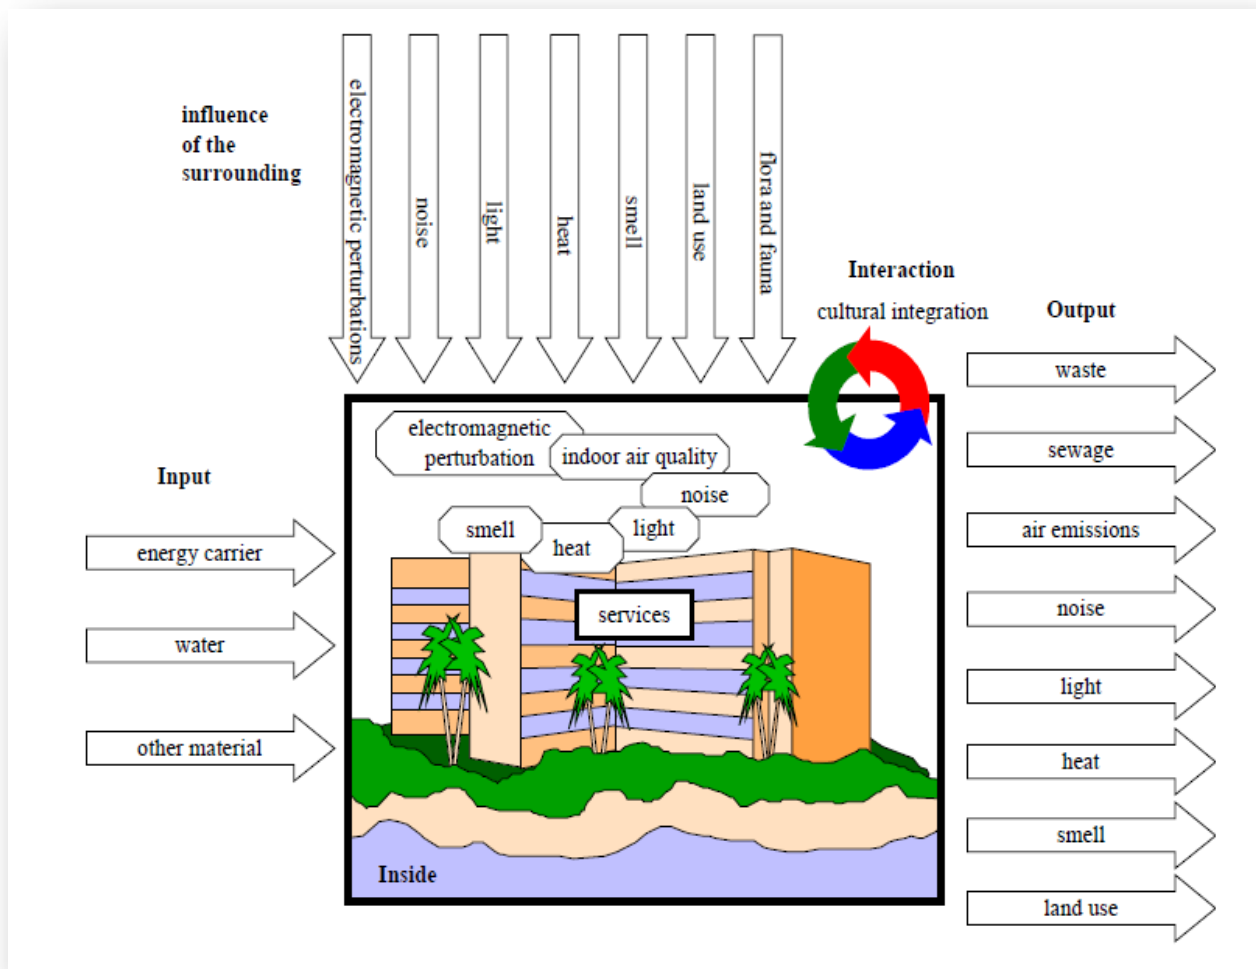 influence
of the
surrounding
electromagnetic perturbations
noise
light
heat
smell
land use
flora and fauna
Interaction
cultural integration
Output
Input
energy carrier
water
other material
electromagnetic
perturbation
indoor air quality
noise
light
smell
heat
services
Inside
waste
sewage
air emissions
noise
light
heat
smell
land use